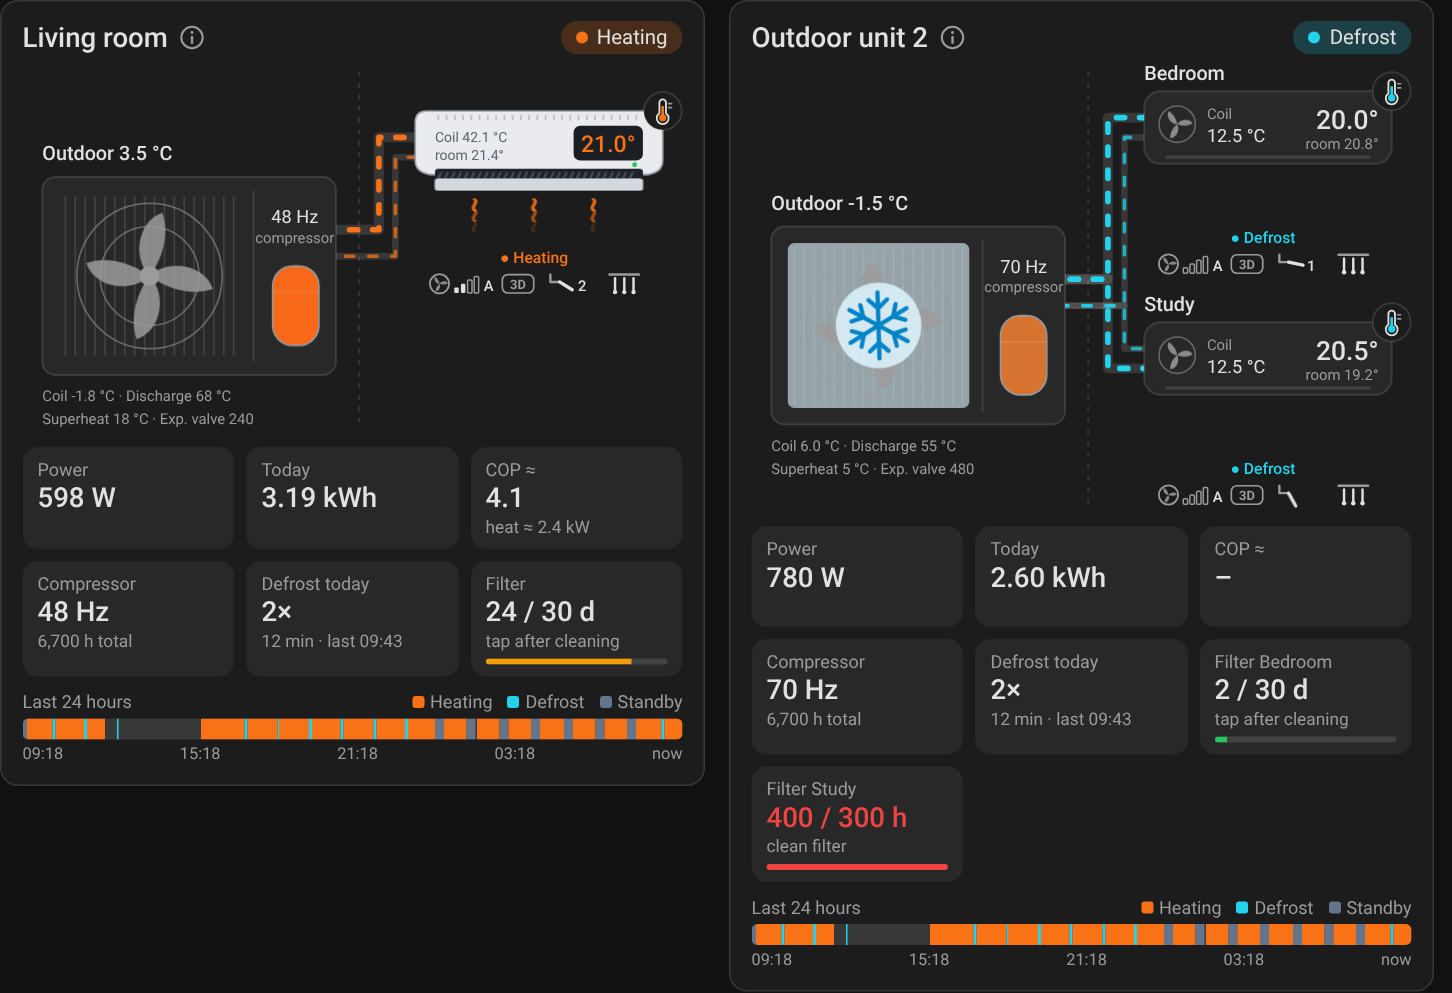 Living room
Heating
Outdoor 3.5 °C
48 Hz
compressor
Coil 42.1 °C
room 21.4°
21.0°
Heating
A
3D
2
Coil -1.8 °C · Discharge 68 °C
Superheat 18 °C · Exp. valve 240
Power
598 W
Today
3.19 kWh
COP ≈
4.1
heat ≈ 2.4 kW
Compressor
48 Hz
6,700 h total
Defrost today
2×
12 min · last 09:43
Filter
24 / 30 d
tap after cleaning
Last 24 hours
Heating
Defrost
Standby
09:18
15:18
21:18
03:18
now
Outdoor unit 2
Defrost
Outdoor -1.5 °C
70 Hz
compressor
Bedroom
Coil
12.5 °C
20.0°
room 20.8°
Defrost
A
3D
1
Study
Coil
12.5 °C
20.5°
room 19.2°
Defrost
A
3D
Coil 6.0 °C · Discharge 55 °C
Superheat 5 °C · Exp. valve 480
Power
780 W
Today
2.60 kWh
COP ≈
–
Compressor
70 Hz
6,700 h total
Defrost today
2×
12 min · last 09:43
Filter Bedroom
2 / 30 d
tap after cleaning
Filter Study
400 / 300 h
clean filter
Last 24 hours
Heating
Defrost
Standby
09:18
15:18
21:18
03:18
now